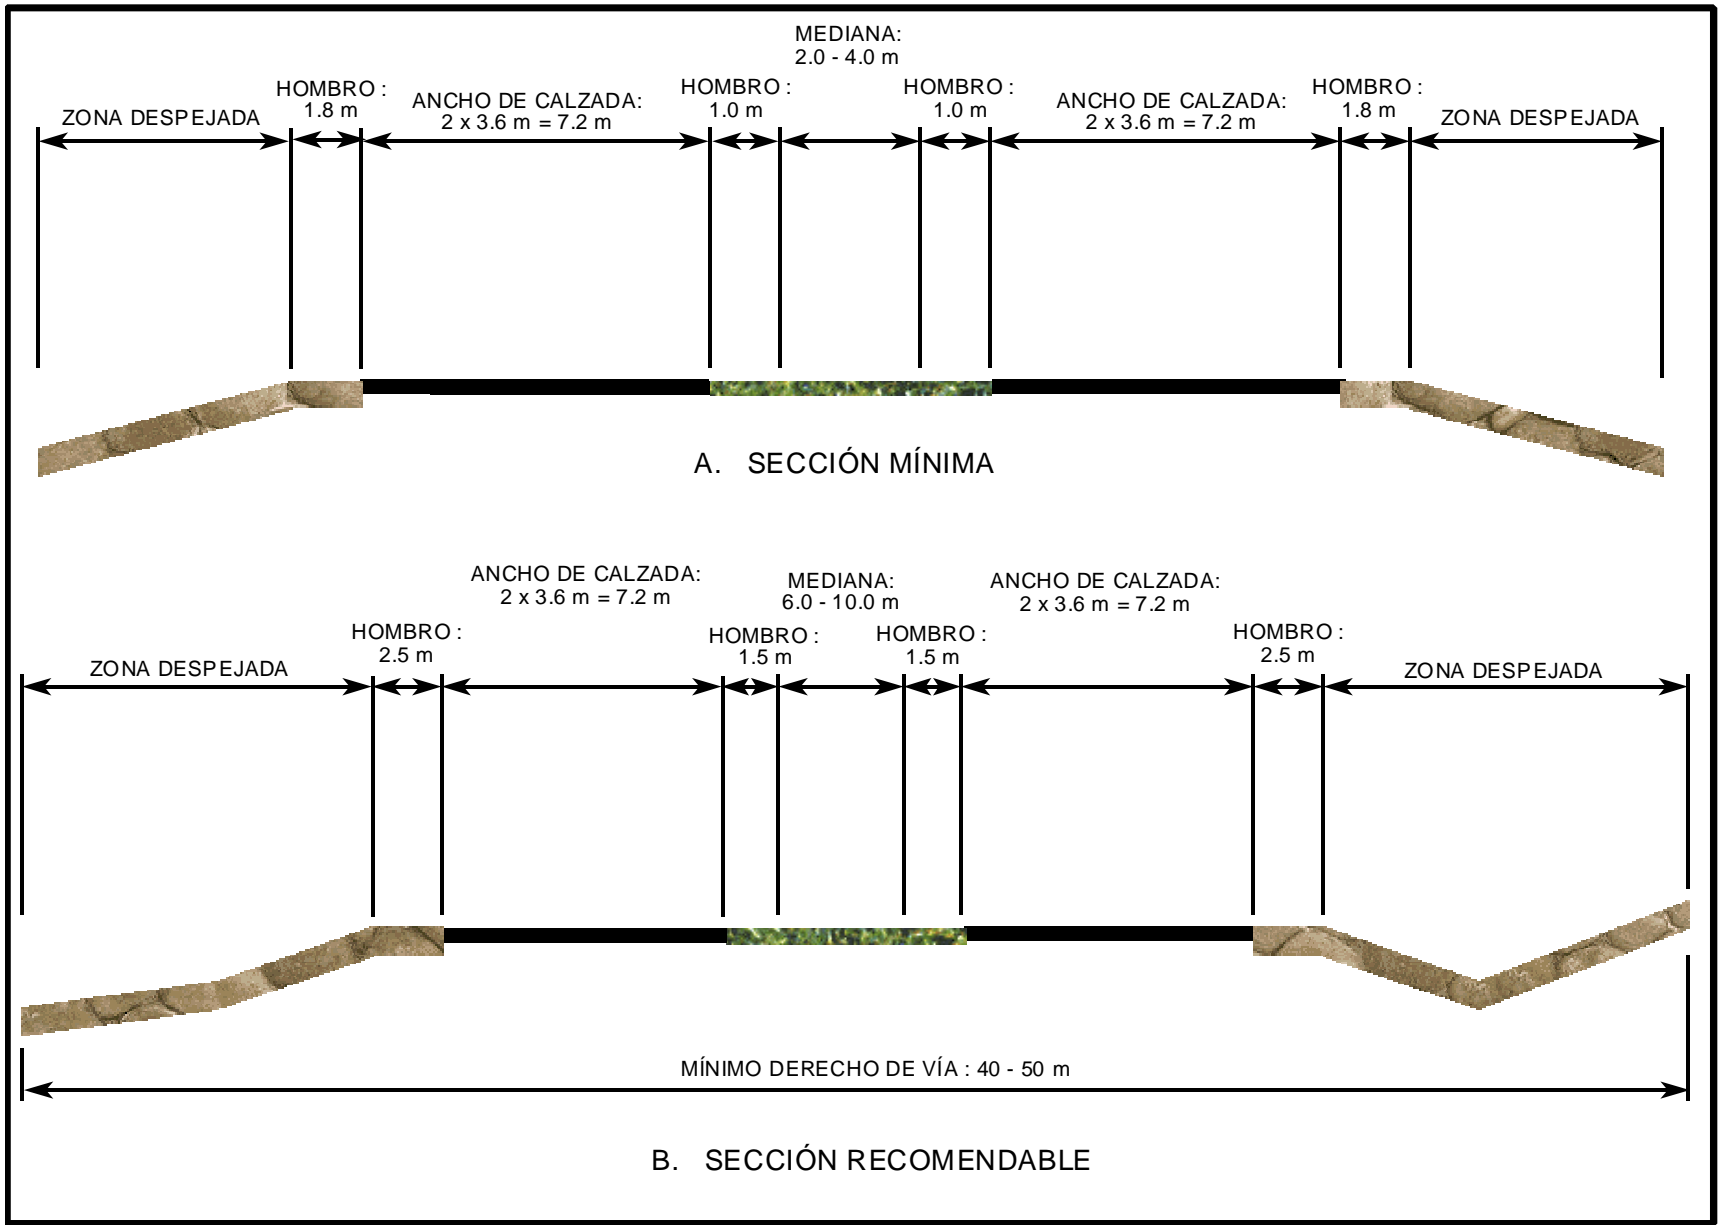 MEDIANA:
2.0 - 4.0 m
ZONA DESPEJADA
HOMBRO :
1.8 m
ANCHO DE CALZADA:
2 x 3.6 m = 7.2 m
HOMBRO :
1.0 m
HOMBRO :
1.0 m
ANCHO DE CALZADA:
2 x 3.6 m = 7.2 m
HOMBRO :
1.8 m
ZONA DESPEJADA
A. SECCIÓN MÍNIMA
ZONA DESPEJADA
HOMBRO :
2.5 m
ANCHO DE CALZADA:
2 x 3.6 m = 7.2 m
HOMBRO :
1.5 m
MEDIANA:
6.0 - 10.0 m
HOMBRO :
1.5 m
ANCHO DE CALZADA:
2 x 3.6 m = 7.2 m
HOMBRO :
2.5 m
ZONA DESPEJADA
MÍNIMO DERECHO DE VÍA : 40 - 50 m
B. SECCIÓN RECOMENDABLE